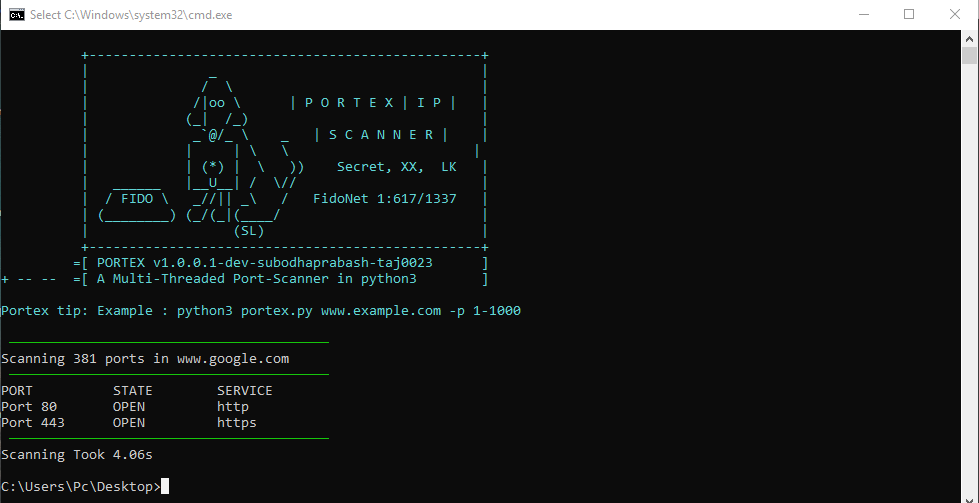 Select C:\Windows\system32\cmd.exe
| P O R T E X | I P |
| S C A N N E R |
Secret, XX, LK
FIDO
FidoNet 1:617/1337
(SL)
=[ PORTEX v1.0.0.1-dev-subodhaprabash-taj0023 ]
+ -- -- =[ A Multi-Threaded Port-Scanner in python3 ]
Portex tip: Example : python3 portex.py www.example.com -p 1-1000
Scanning 381 ports in www.google.com
PORT STATE SERVICE
Port 80 OPEN http
Port 443 OPEN https
Scanning Took 4.06s
C:\Users\Pc\Desktop>